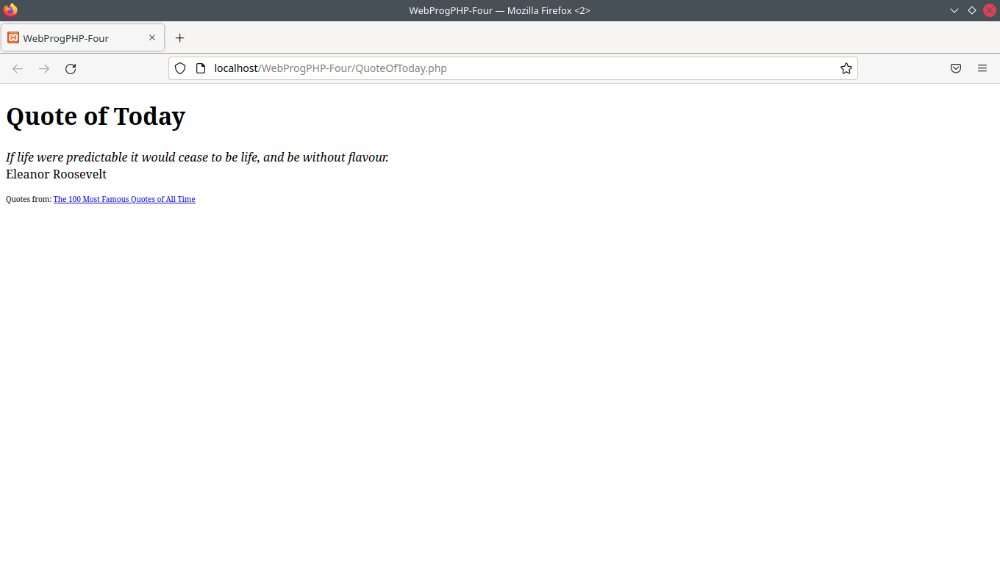 WebProgPHP-Four — Mozilla Firefox <2>
WebProgPHP-Four
localhost/WebProgPHP-Four/QuoteOfToday.php
Quote of Today
If life were predictable it would cease to be life, and be without flavour.
Eleanor Roosevelt
Quotes from: The 100 Most Famous Quotes of All Time